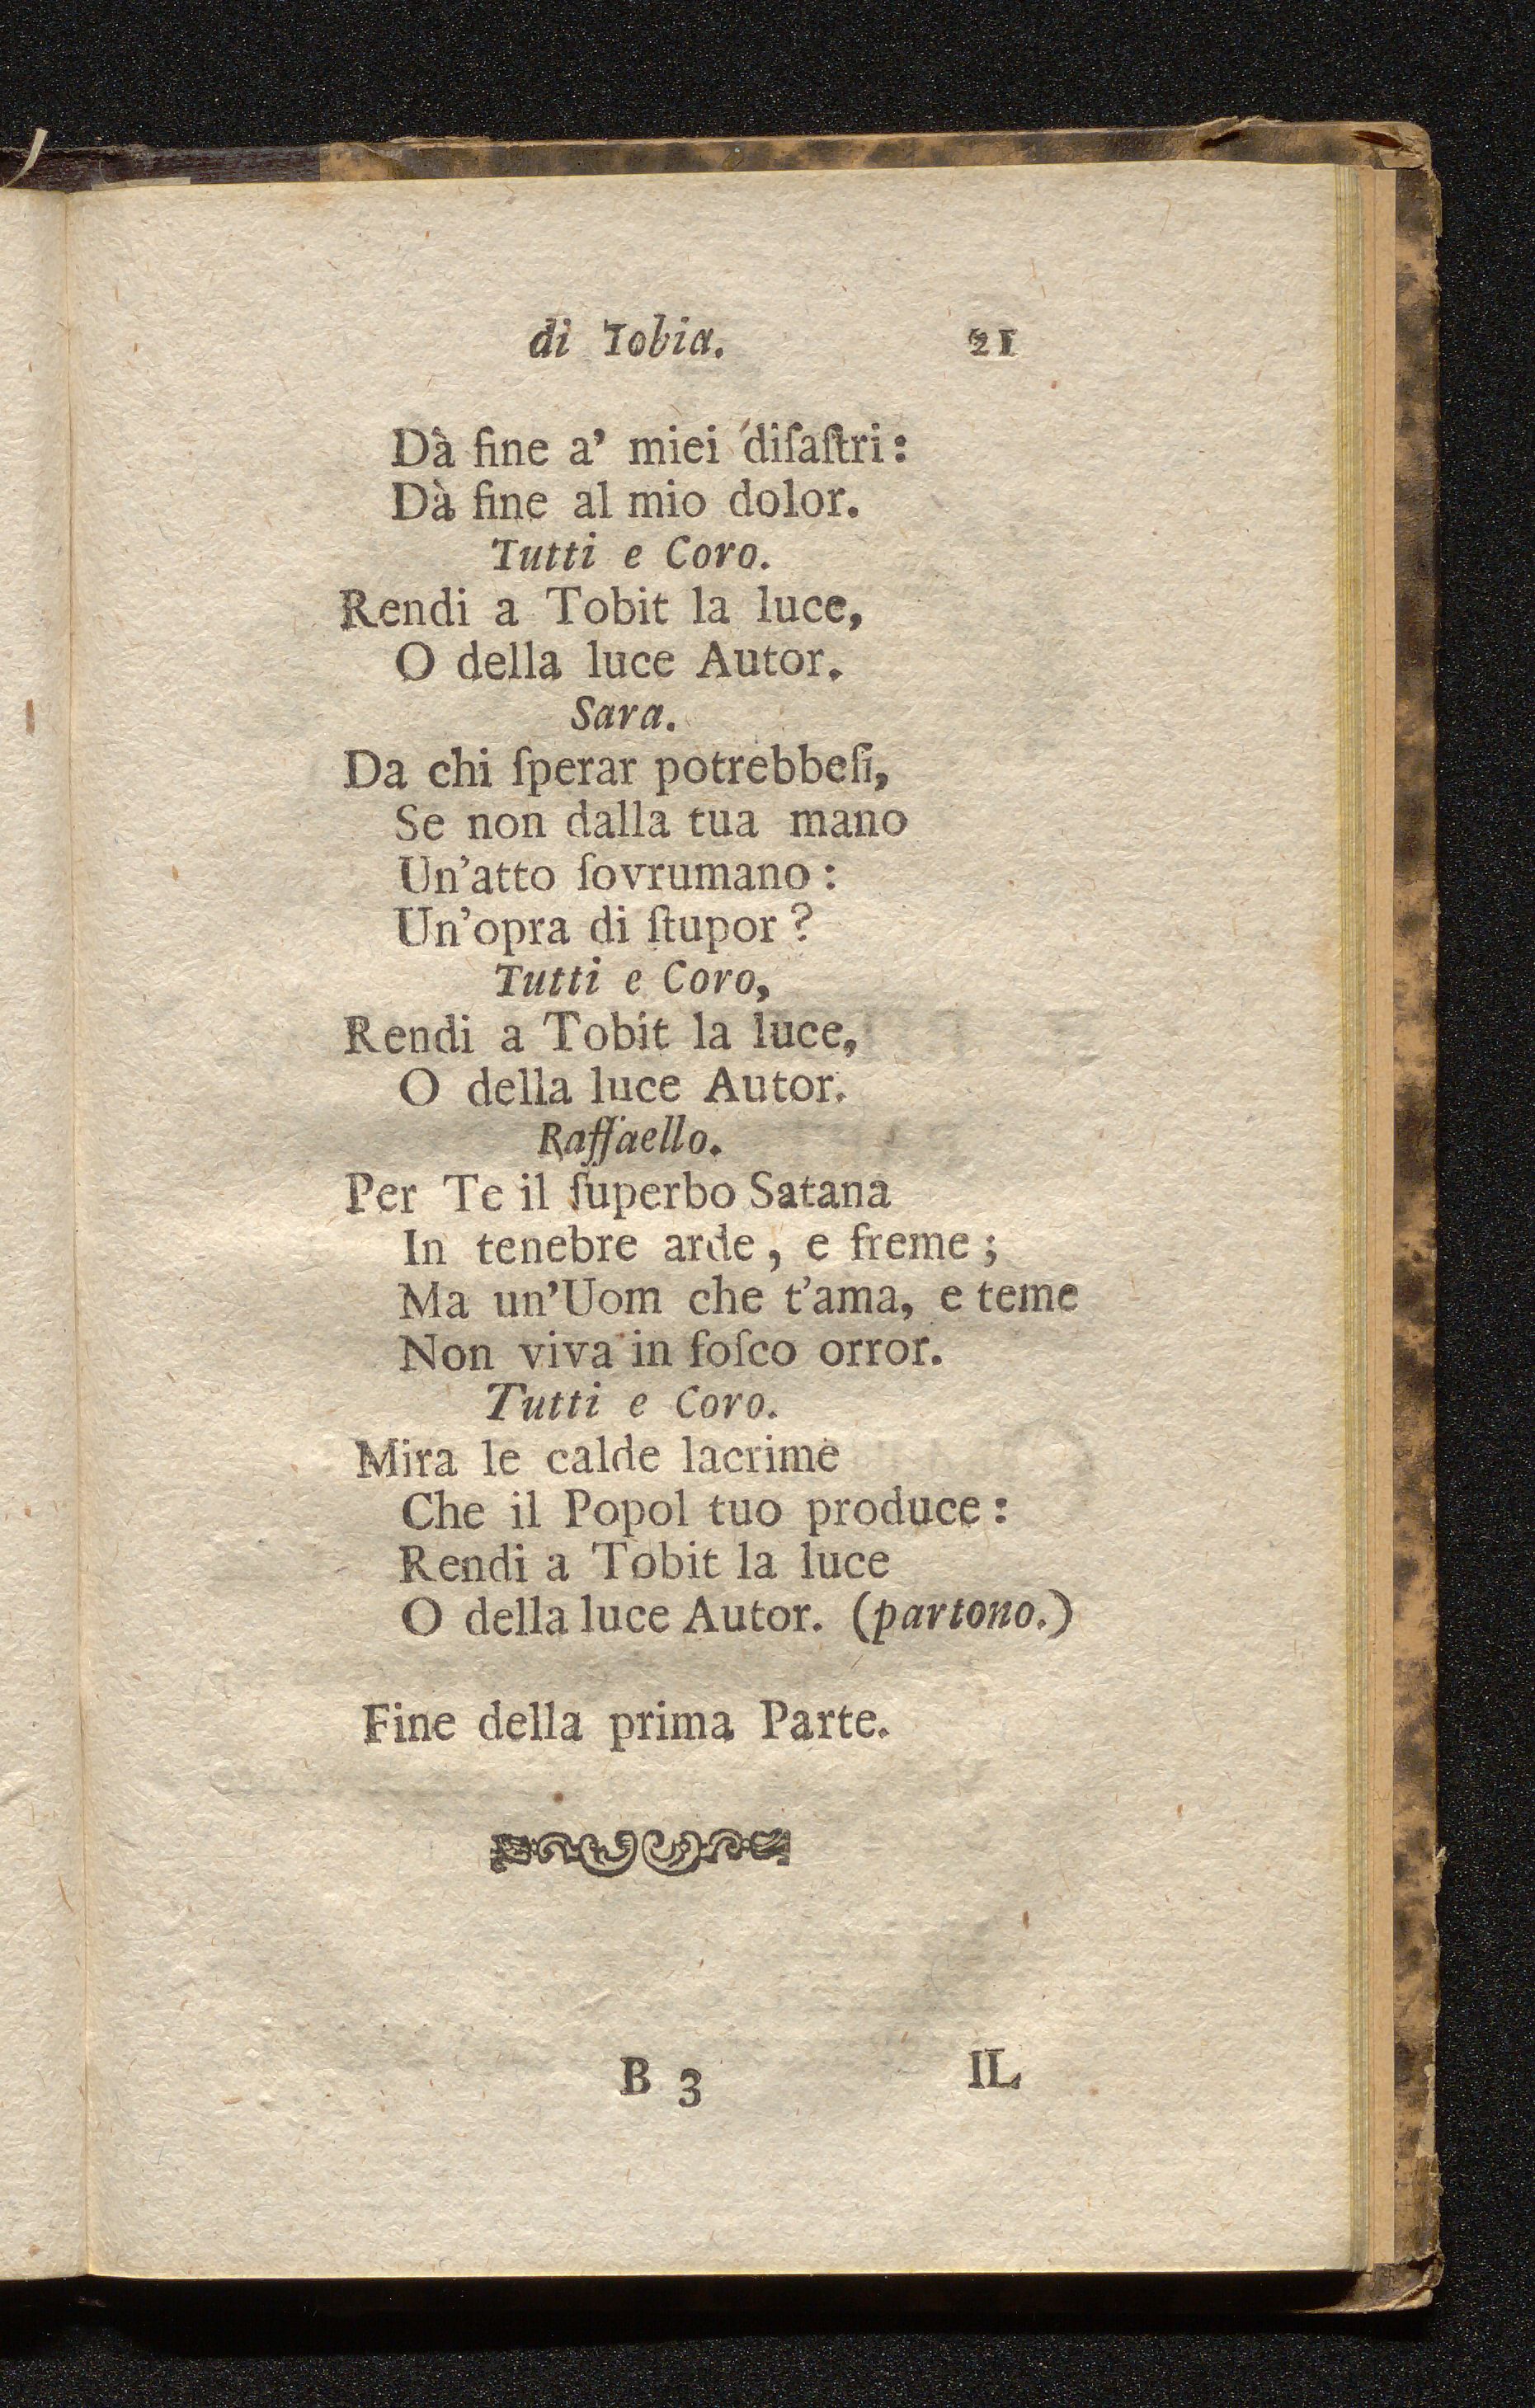 di Tobia. 21
Dà fine a' miei diſaſtri:
Dà fine al mio dolor.
Tutti e Coro.
Rendi a Tobit la luce,
O della luce Autor.
Sara.
Da chi ſperar potrebbeſi,
Se non dalla tua mano
Un'atto ſovrumano:
Un'opra di ſtupor?
Tutti e Coro,
Rendi a Tobit la luce,
O della luce Autor.
Raffaello.
Per Te il ſuperbo Satana
In tenebre arde, e freme;
Ma un'Uom che t'ama, e teme
Non viva in foſco orror.
Tutti e Coro.
Mira le calde lacrime
Che il Popol tuo produce:
Rendi a Tobit la luce
O della luce Autor. (partono.)
Fine della prima Parte.
B 3 IL